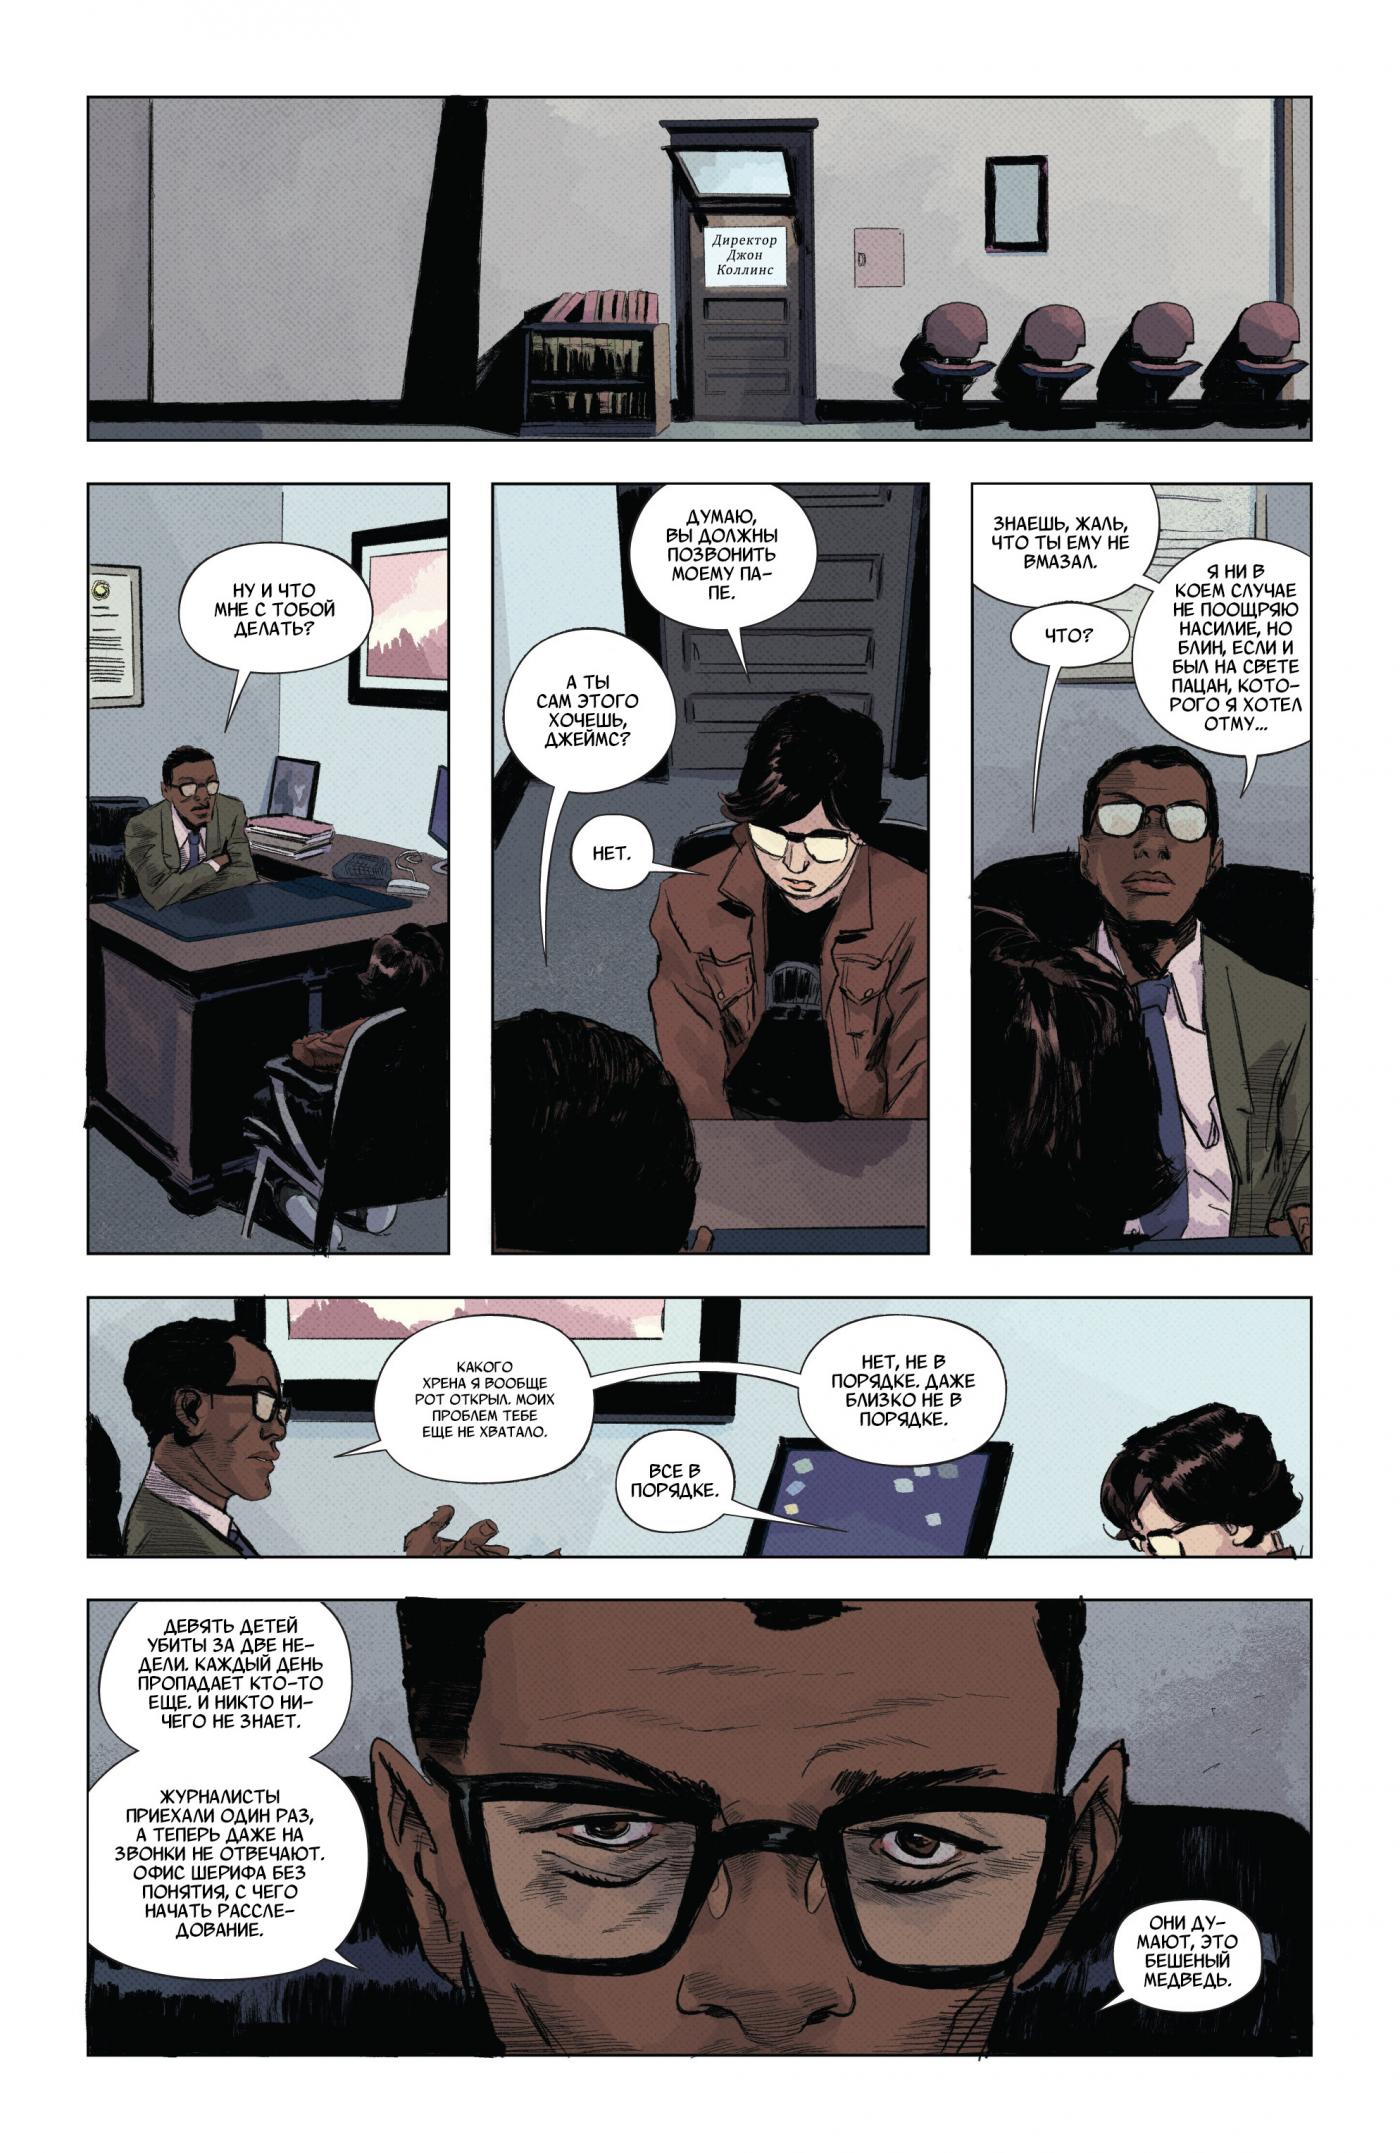 Директор
Джон
Коллинс
НУ И ЧТО
МНЕ С ТОБОЙ
ДЕЛАТЬ?
ДУМАЮ,
ВЫ ДОЛЖНЫ
ПОЗВОНИТЬ
МОЕМУ ПА-
ПЕ.
А ТЫ
САМ ЭТОГО
ХОЧЕШЬ,
ДЖЕЙМС?
НЕТ.
ЗНАЕШЬ, ЖАЛЬ,
ЧТО ТЫ ЕМУ НЕ
ВМАЗАЛ.
ЧТО?
Я НИ В
КОЕМ СЛУЧАЕ
НЕ ПООЩРЯЮ
НАСИЛИЕ, НО
БЛИН, ЕСЛИ И
БЫЛ НА СВЕТЕ
ПАЦАН, КОТО-
РОГО Я ХОТЕЛ
ОТМУ...
КАКОГО
ХРЕНА Я ВООБЩЕ
РОТ ОТКРЫЛ. МОИХ
ПРОБЛЕМ ТЕБЕ
ЕЩЕ НЕ ХВАТАЛО.
ВСЕ В
ПОРЯДКЕ.
НЕТ, НЕ В
ПОРЯДКЕ. ДАЖЕ
БЛИЗКО НЕ В
ПОРЯДКЕ.
ДЕВЯТЬ ДЕТЕЙ
УБИТЫ ЗА ДВЕ НЕ-
ДЕЛИ. КАЖДЫЙ ДЕНЬ
ПРОПАДАЕТ КТО-ТО
ЕЩЕ. И НИКТО НИ-
ЧЕГО НЕ ЗНАЕТ.
ЖУРНАЛИСТЫ
ПРИЕХАЛИ ОДИН РАЗ,
А ТЕПЕРЬ ДАЖЕ НА
ЗВОНКИ НЕ ОТВЕЧАЮТ.
ОФИС ШЕРИФА БЕЗ
ПОНЯТИЯ, С ЧЕГО
НАЧАТЬ РАССЛЕ-
ДОВАНИЕ.
ОНИ ДУ-
МАЮТ, ЭТО
БЕШЕНЫЙ
МЕДВЕДЬ.